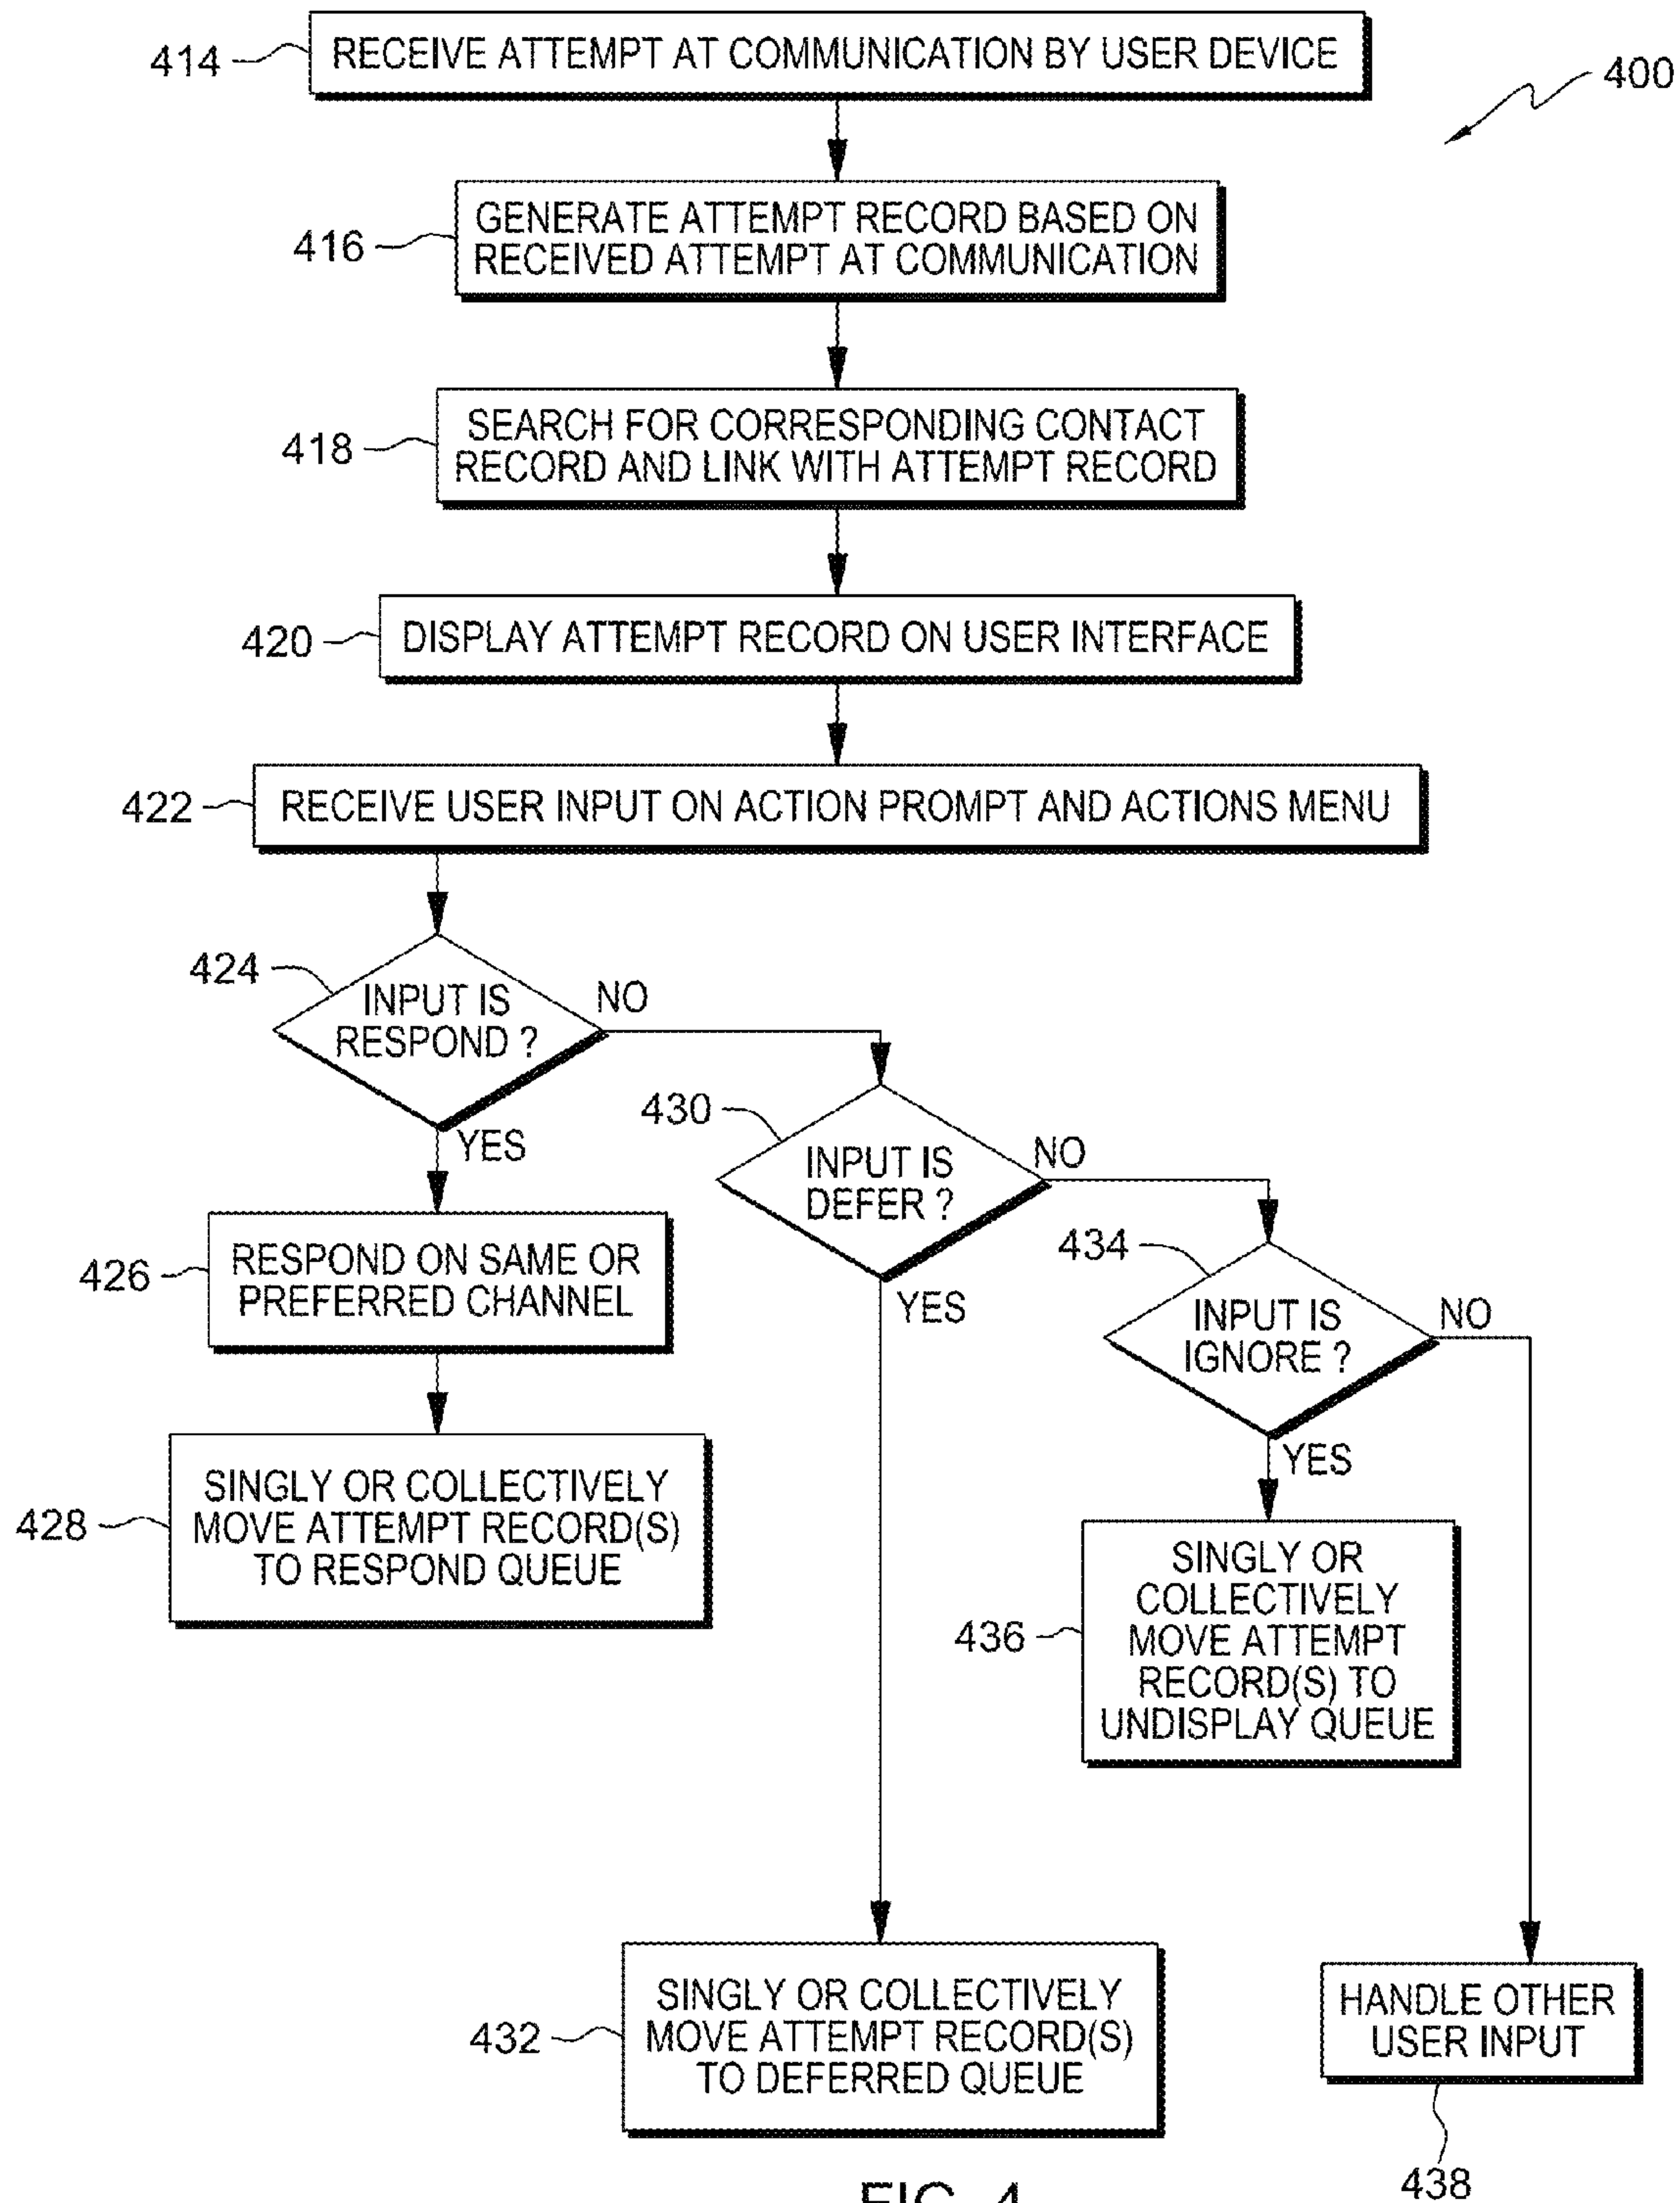 414
RECEIVE ATTEMPT AT COMMUNICATION BY USER DEVICE
400
416
GENERATE ATTEMPT RECORD BASED ON
RECEIVED ATTEMPT AT COMMUNICATION
418
SEARCH FOR CORRESPONDING CONTACT
RECORD AND LINK WITH ATTEMPT RECORD
420
DISPLAY ATTEMPT RECORD ON USER INTERFACE
422
RECEIVE USER INPUT ON ACTION PROMPT AND ACTIONS MENU
424
INPUT IS
RESPOND ?
NO
YES
426
RESPOND ON SAME OR
PREFERRED CHANNEL
428
SINGLY OR COLLECTIVELY
MOVE ATTEMPT RECORD(S)
TO RESPOND QUEUE
430
INPUT IS
DEFER ?
NO
YES
434
INPUT IS
IGNORE ?
NO
YES
436
SINGLY OR
COLLECTIVELY
MOVE ATTEMPT
RECORD(S) TO
UNDISPLAY QUEUE
432
SINGLY OR COLLECTIVELY
MOVE ATTEMPT RECORD(S)
TO DEFERRED QUEUE
HANDLE OTHER
USER INPUT
438
FIG. 4